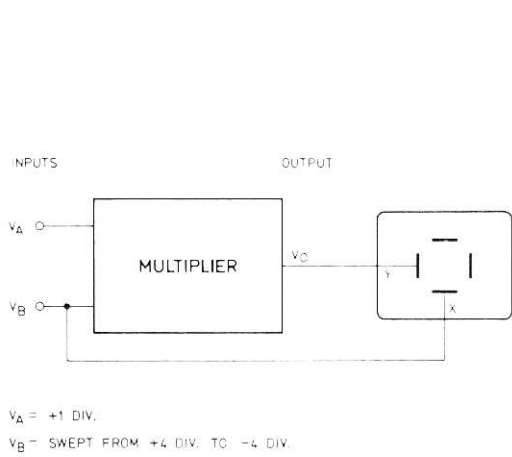 INPUTS
OUTPUT
VA
MULTIPLIER
VO
Y
VB
X
VA = +1 DIV.
VB = SWEPT FROM +4 DIV. TO -4 DIV.